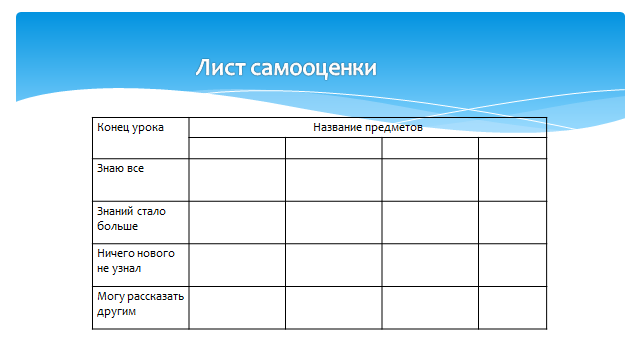 Лист самооценки
Конец урока
Название предметов
Знаю все
Знаний стало
больше
Ничего нового
не узнал
Могу рассказать
другим